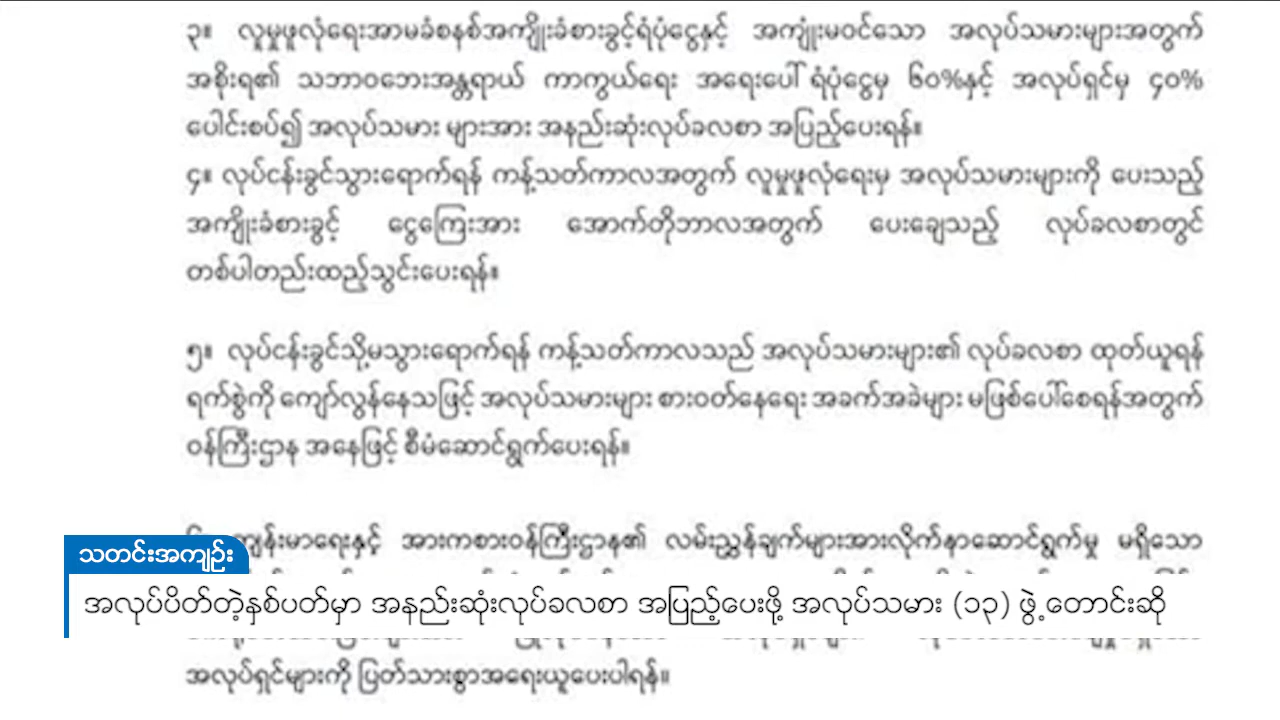 ၃။ လူမှုဖူလုံရေးအာမခံစနစ်အကျိုးခံစားခွင့်ရံပုံငွေနှင့် အကျုံးမဝင်သော အလုပ်သမားများအတွက်
အစိုးရ၏ သဘာဝဘေးအန္တရာယ် ကာကွယ်ရေး အရေးပေါ် ရံပုံငွေမှ ၆၀%နှင့် အလုပ်ရှင်မှ ၄၀%
ပေါင်းစပ်၍ အလုပ်သမား များအား အနည်းဆုံးလုပ်ခလစာ အပြည့်ပေးရန်။
၄။ လုပ်ငန်းခွင်သွားရောက်ရန် ကန့်သတ်ကာလအတွက် လူမှုဖူလုံရေးမှ အလုပ်သမားများကို ပေးသည့်
အကျိုးခံစားခွင့် ငွေကြေးအား အောက်တိုဘာလအတွက် ပေးချေသည့် လုပ်ခလစာတွင်
တစ်ပါတည်းထည့်သွင်းပေးရန်။
၅။ လုပ်ငန်းခွင်သို့မသွားရောက်ရန် ကန့်သတ်ကာလသည် အလုပ်သမားများ၏ လုပ်ခလစာ ထုတ်ယူရန်
ရက်စွဲကို ကျော်လွန်နေသဖြင့် အလုပ်သမားများ စားဝတ်နေရေး အခက်အခဲများ မဖြစ်ပေါ်စေရန်အတွက်
ဝန်ကြီးဌာန အနေဖြင့် စီမံဆောင်ရွက်ပေးရန်။
ကျန်းမာရေးနှင့် အားကစားဝန်ကြီးဌာန၏ လမ်းညွှန်ချက်များအားလိုက်နာဆောင်ရွက်မှု မရှိသော
သတင်းအကျဉ်း
အလုပ်ပိတ်တဲ့နှစ်ပတ်မှာ အနည်းဆုံးလုပ်ခလစာ အပြည့်ပေးဖို့ အလုပ်သမား (၁၃) ဖွဲ့တောင်းဆို
အလုပ်ရှင်များကို ပြတ်သားစွာအရေးယူပေးပါရန်။